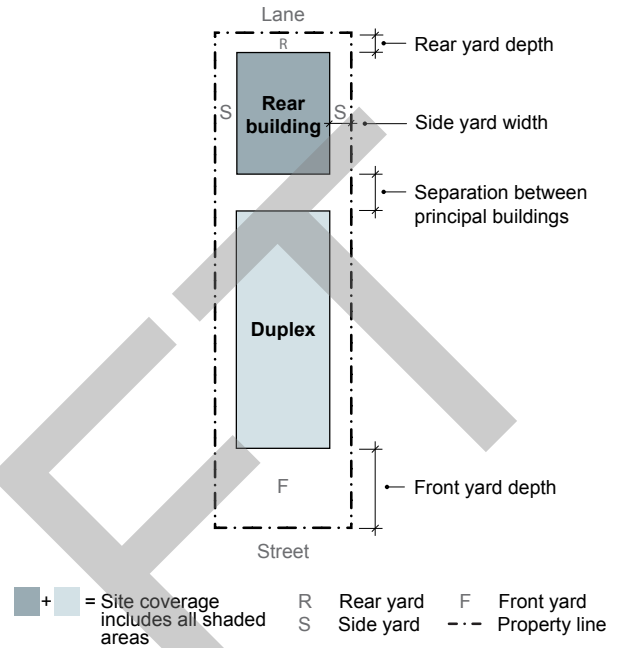 Lane
R
Rear yard depth
S
Rear
building
S
Side yard width
Separation between
principal buildings
Duplex
F
Front yard depth
Street
+ = Site coverage
includes all shaded
areas
R Rear yard
S Side yard
F Front yard
Property line